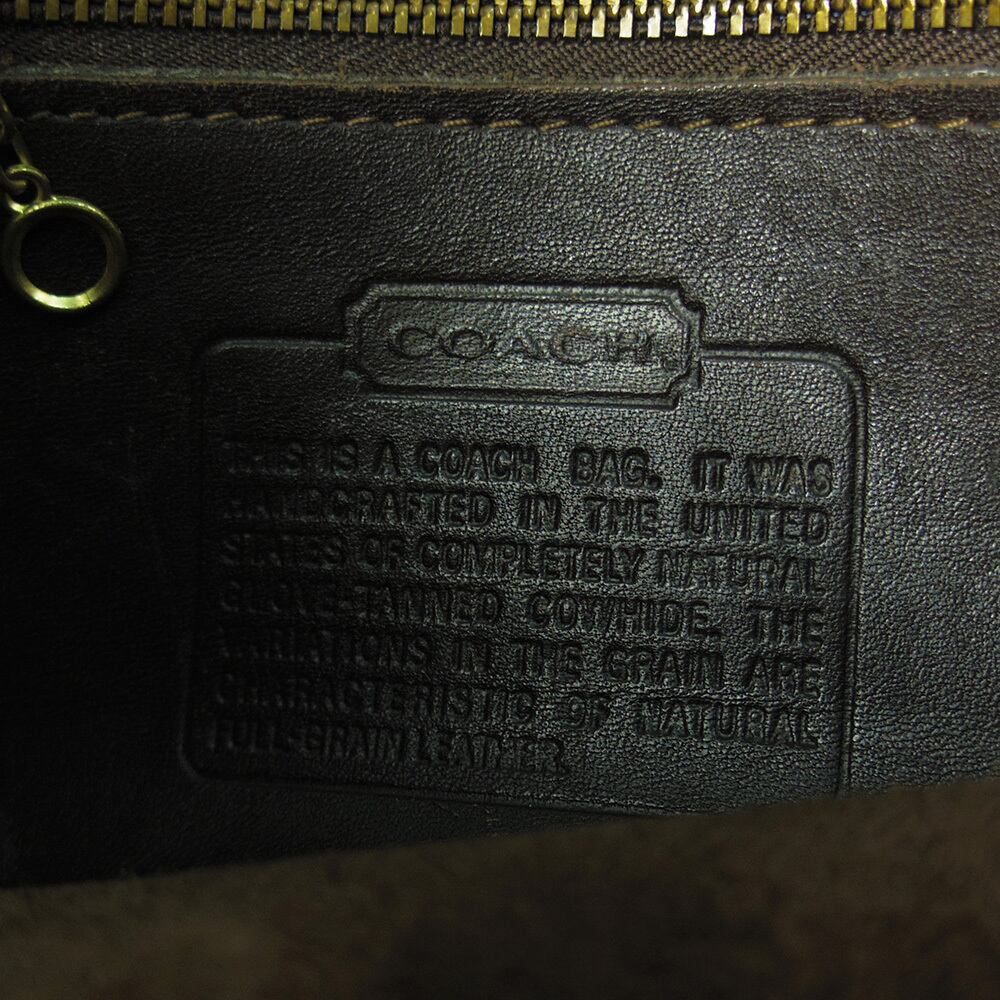 COACH
THIS IS A COACH BAG. IT WAS
HANDCRAFTED IN THE UNITED
STATES OF COMPLETELY NATURAL
GLOVE-TANNED COWHIDE. THE
VARIATIONS IN THE GRAIN ARE
CHARACTERISTIC OF NATURAL
FULL-GRAIN LEATHER.